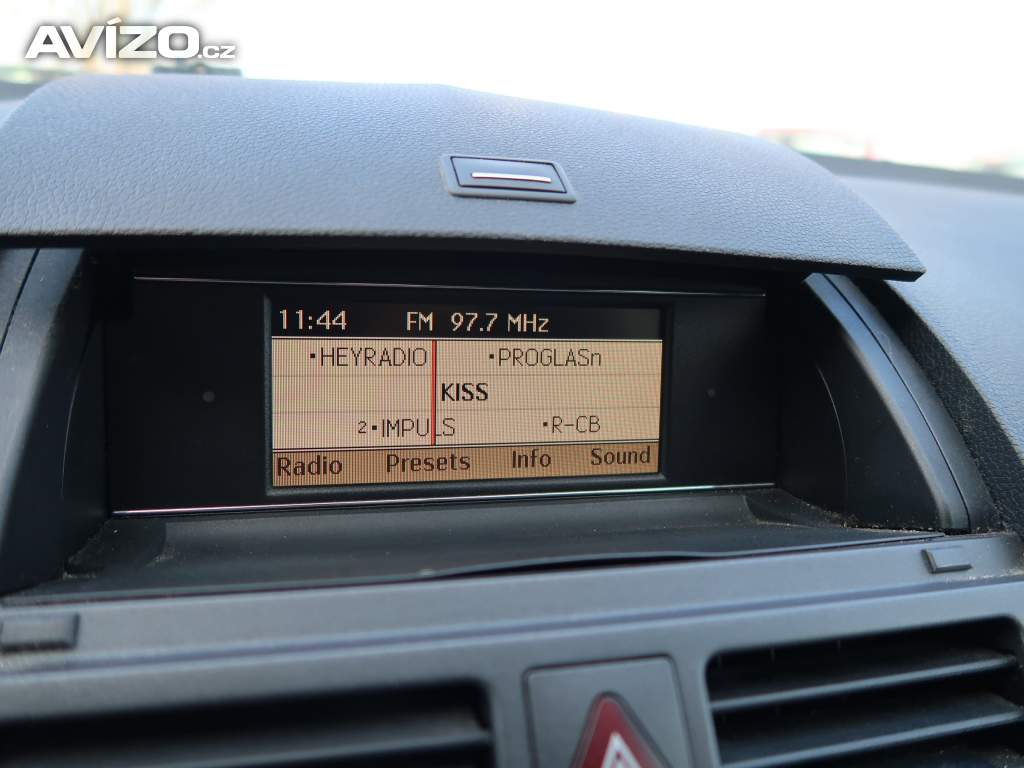 AVÍZO.cz
11:44 FM 97.7 MHz
•HEYRADIO •PROGLASn
KISS
2•IMPULS •R-CB
Radio Presets Info Sound